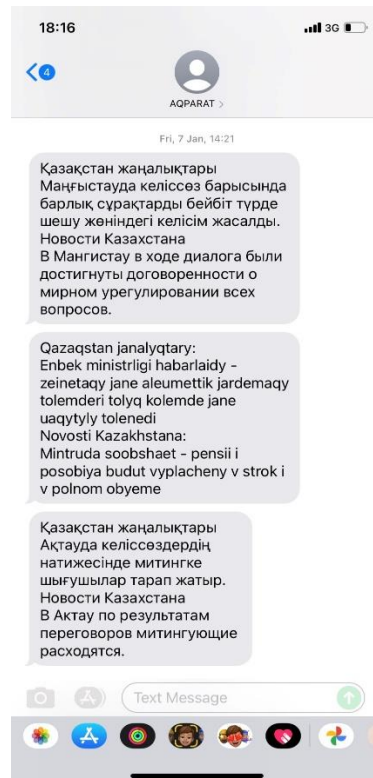 18:16
3G
4
AQPARAT >
Fri, 7 Jan, 14:21
Қазақстан жаңалықтары
Маңғыстауда келіссөз барысында
барлық сұрақтарды бейбіт түрде
шешу жөніндегі келісім жасалды.
Новости Казахстана
В Мангистау в ходе диалога были
достигнуты договоренности о
мирном урегулировании всех
вопросов.
Qazaqstan janalyqtary:
Enbek ministrligi habarlaidy -
zeinetaqy jane aleumettik jardemaqy
tolemderi tolyq kolemde jane
uaqytyly tolenedi
Novosti Kazakhstana:
Mintruda soobshaet - pensii i
posobiya budut vyplacheny v strok i
v polnom obyeme
Қазақстан жаңалықтары
Ақтауда келіссөздердің
натижесінде митингке
шығушылар тарап жатыр.
Новости Казахстана
В Актау по результатам
переговоров митингующие
расходятся.
Text Message